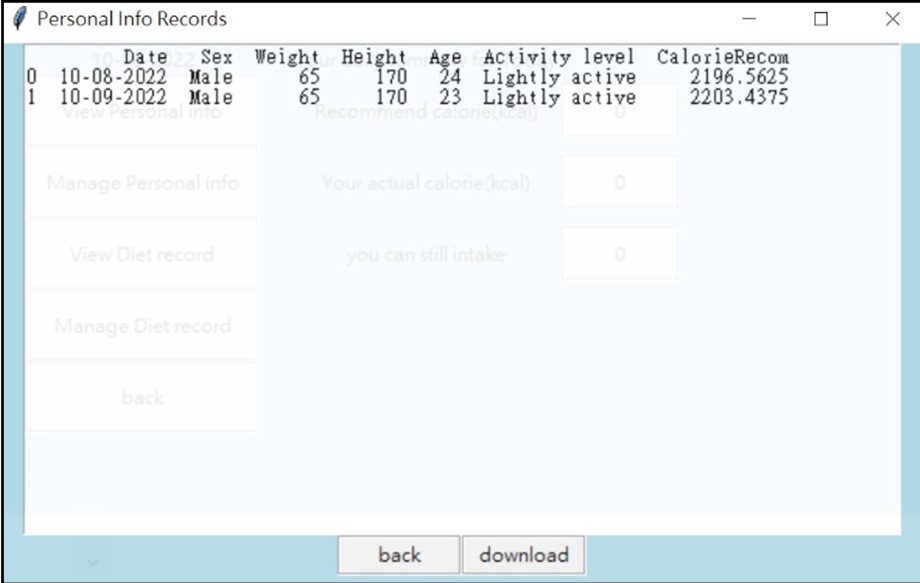 Personal Info Records
Date Sex Weight Height Age Activity level CalorieRecom
0 10-08-2022 Male 65 170 24 Lightly active 2196.5625
1 10-09-2022 Male 65 170 23 Lightly active 2203.4375
View Personal info Recommend calorie(kcal) 0
Manage Personal info Your actual calorie(kcal) 0
View Diet record you can still intake 0
Manage Diet record
back
back download